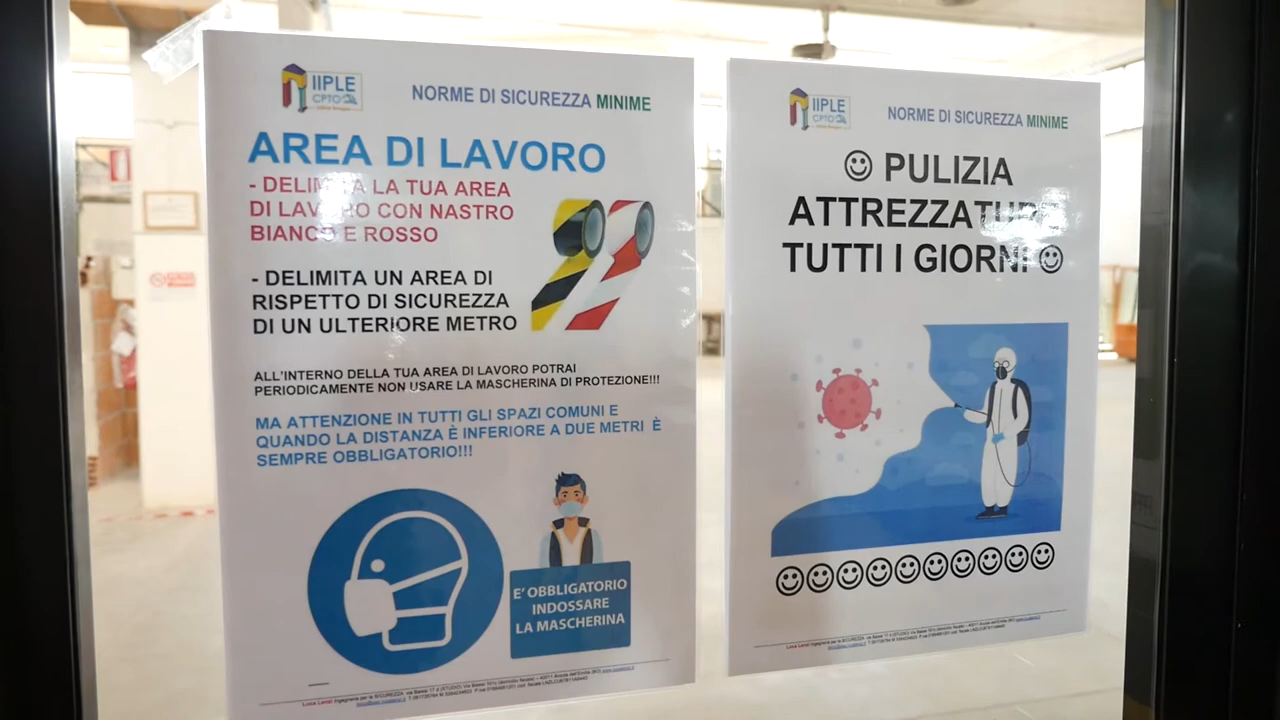 IIPLE
CPTO
NORME DI SICUREZZA MINIME
AREA DI LAVORO
- DELIMITA LA TUA AREA
DI LAVORO CON NASTRO
BIANCO E ROSSO
- DELIMITA UN AREA DI
RISPETTO DI SICUREZZA
DI UN ULTERIORE METRO
ALL'INTERNO DELLA TUA AREA DI LAVORO POTRAI
PERIODICAMENTE NON USARE LA MASCHERINA DI PROTEZIONE!!!
MA ATTENZIONE IN TUTTI GLI SPAZI COMUNI E
QUANDO LA DISTANZA È INFERIORE A DUE METRI È
SEMPRE OBBLIGATORIO!!!
E' OBBLIGATORIO
INDOSSARE
LA MASCHERINA
IIPLE
CPTO
NORME DI SICUREZZA MINIME
☺ PULIZIA
ATTREZZATURE
TUTTI I GIORNI ☺